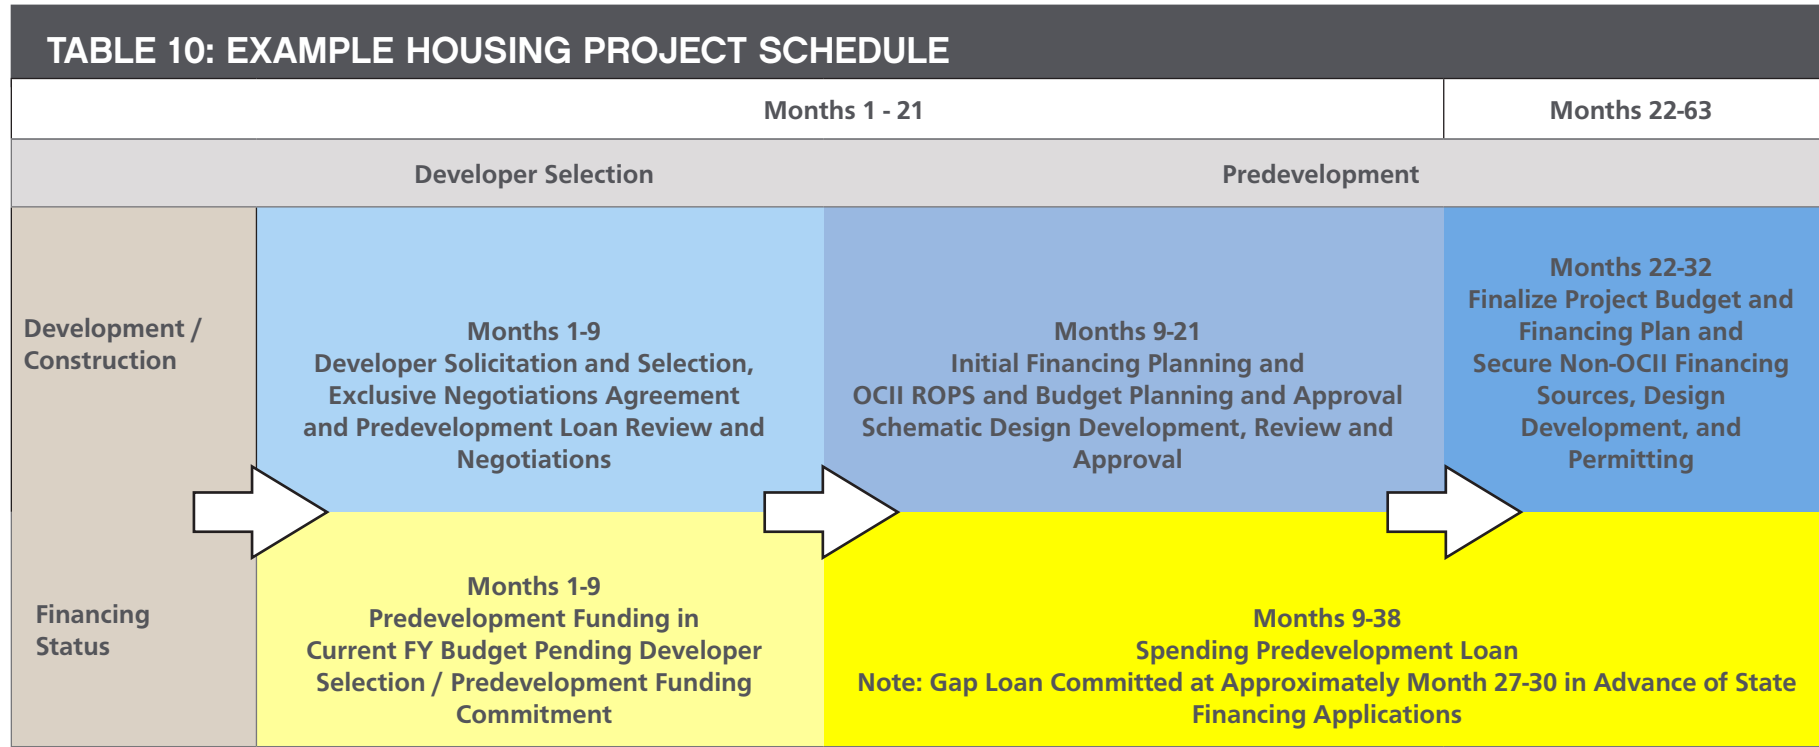 TABLE 10: EXAMPLE HOUSING PROJECT SCHEDULE
Months 1 - 21
Months 22-63
Developer Selection
Predevelopment
Development /
Construction
Months 1-9
Developer Solicitation and Selection,
Exclusive Negotiations Agreement
and Predevelopment Loan Review and
Negotiations
Months 9-21
Initial Financing Planning and
OCII ROPS and Budget Planning and Approval
Schematic Design Development, Review and
Approval
Months 22-32
Finalize Project Budget and
Financing Plan and
Secure Non-OCII Financing
Sources, Design
Development, and
Permitting
Financing
Status
Months 1-9
Predevelopment Funding in
Current FY Budget Pending Developer
Selection / Predevelopment Funding
Commitment
Months 9-38
Spending Predevelopment Loan
Note: Gap Loan Committed at Approximately Month 27-30 in Advance of State
Financing Applications